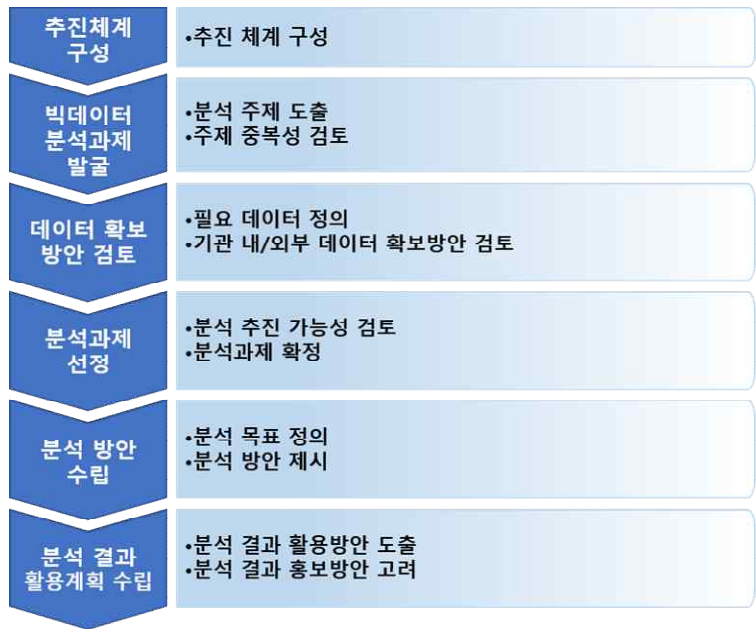 추진체계
구성
•추진 체계 구성
빅데이터
분석과제
발굴
•분석 주제 도출
•주제 중복성 검토
데이터 확보
방안 검토
•필요 데이터 정의
•기관 내/외부 데이터 확보방안 검토
분석과제
선정
•분석 추진 가능성 검토
•분석과제 확정
분석 방안
수립
•분석 목표 정의
•분석 방안 제시
분석 결과
활용계획 수립
•분석 결과 활용방안 도출
•분석 결과 홍보방안 고려